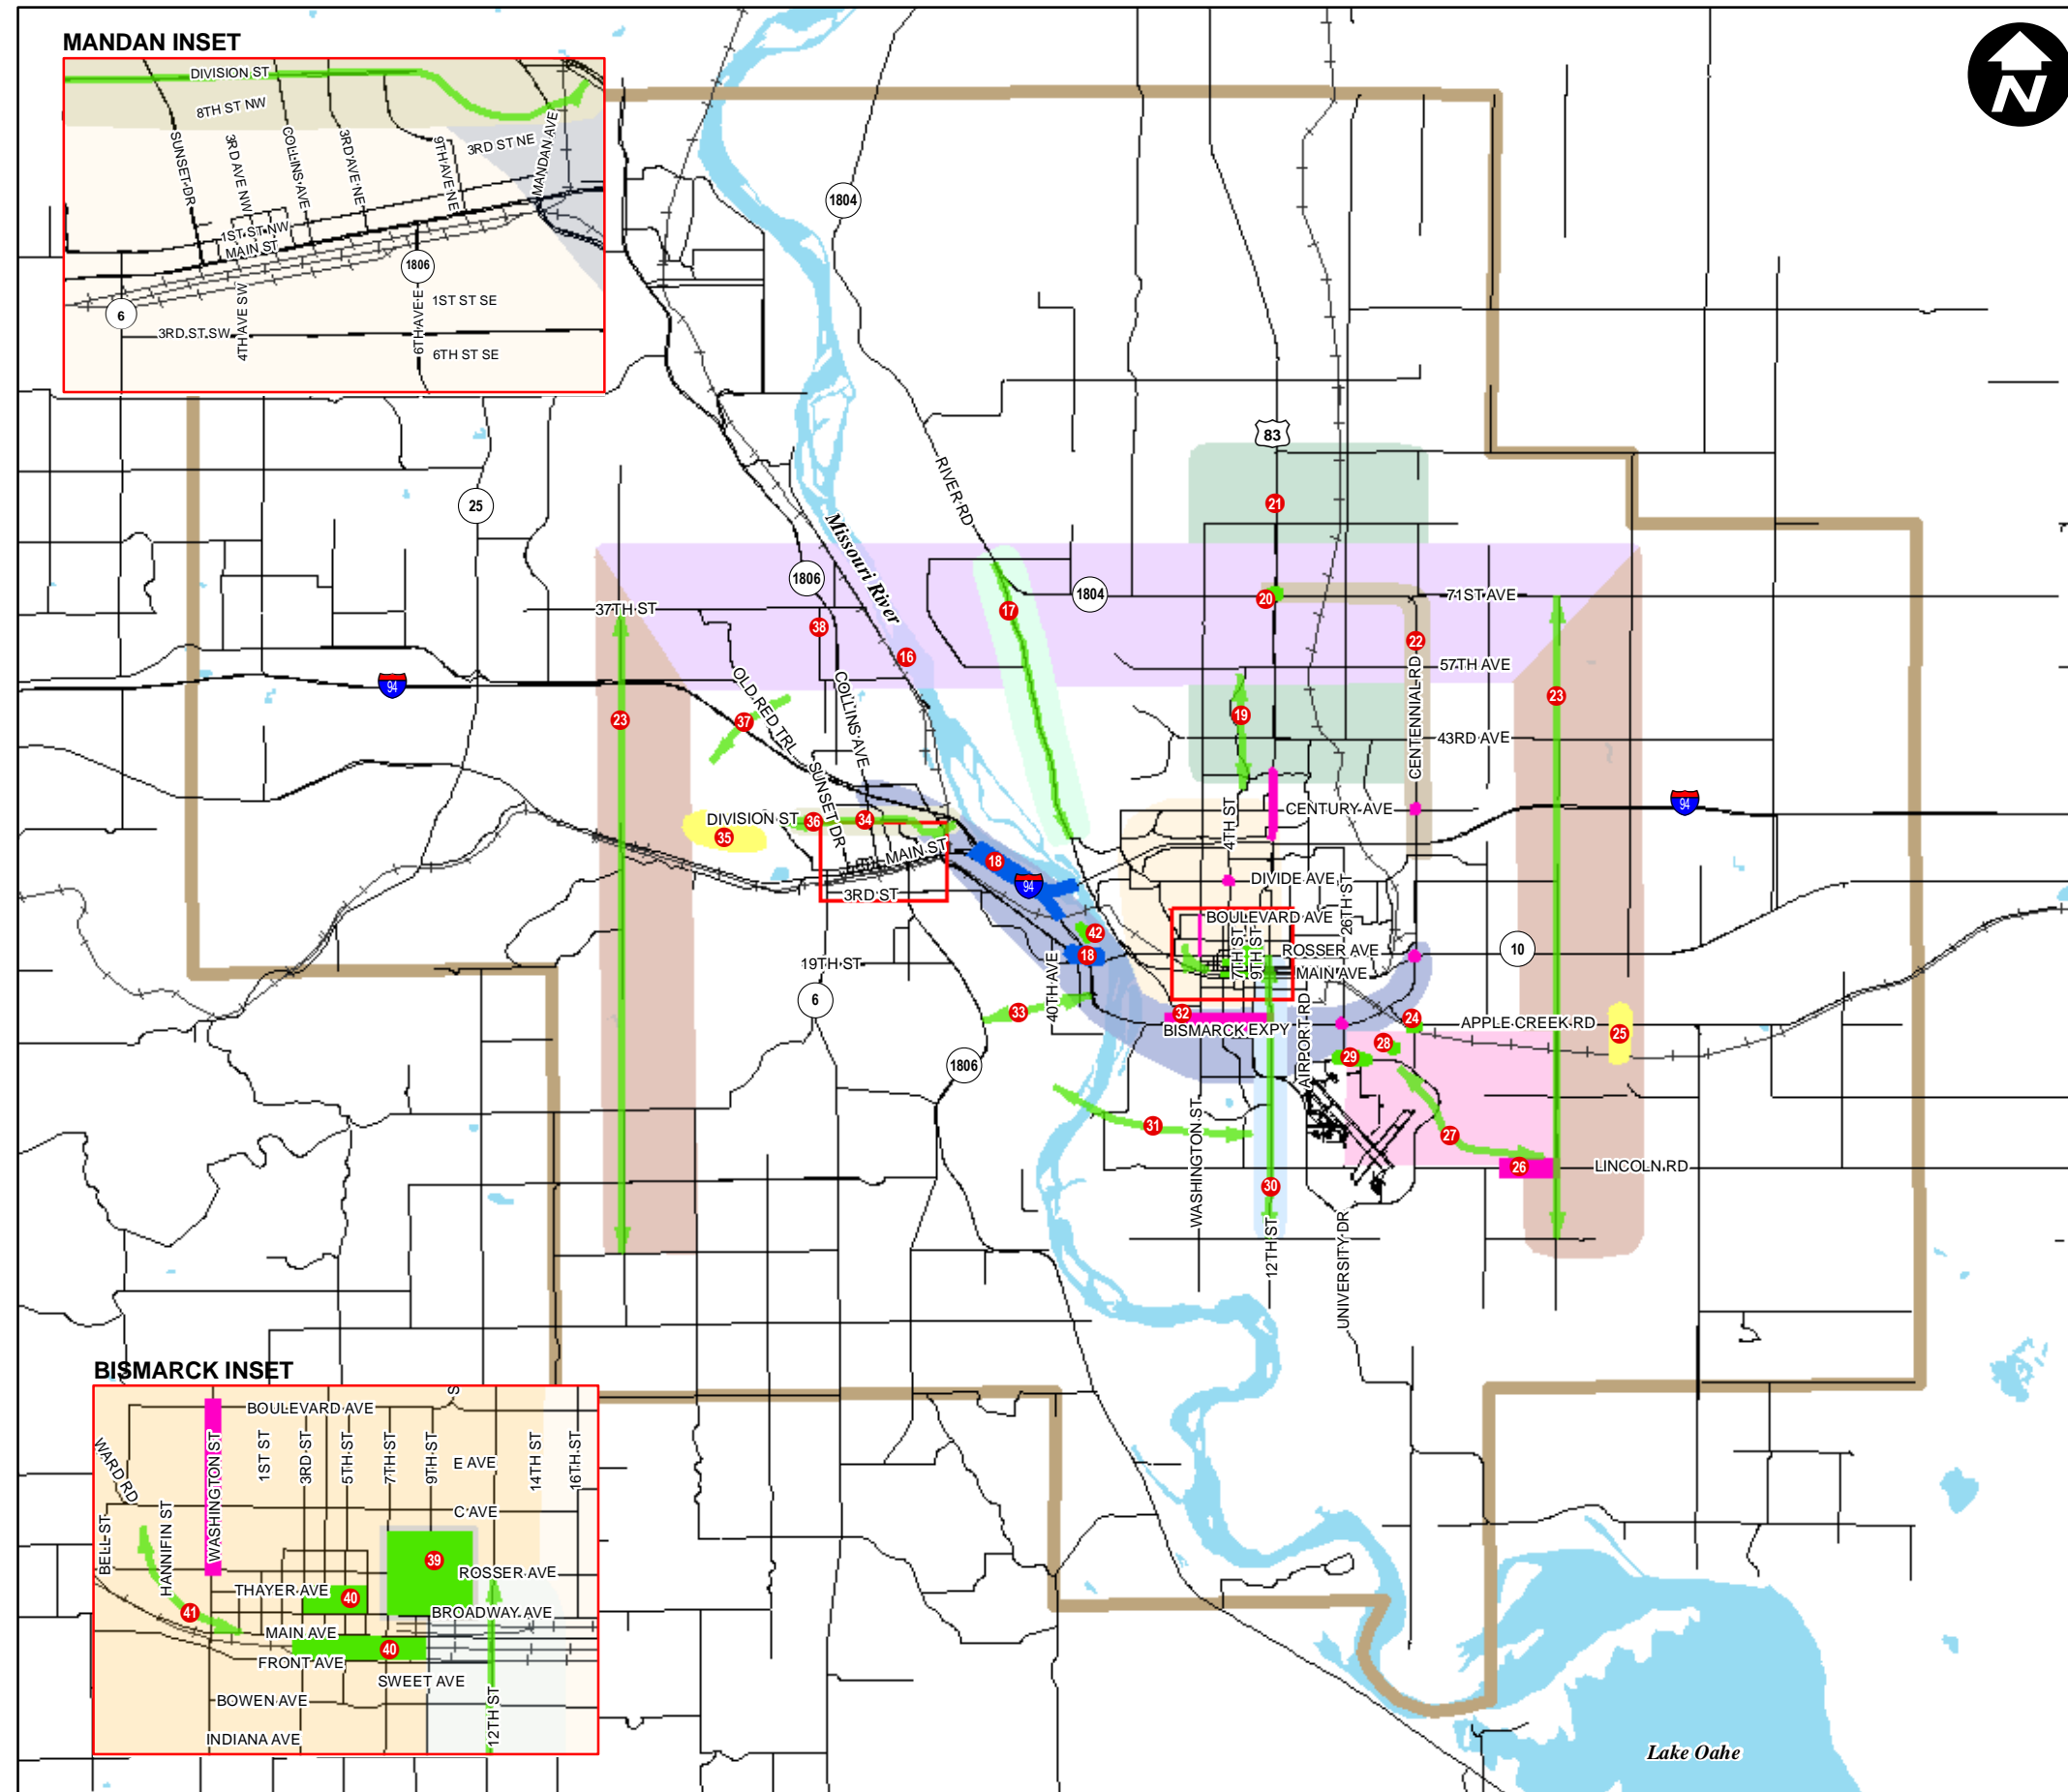 MANDAN INSET
DIVISION ST
8TH ST NW
SUNSET DR
3RD AVE NW
COLLINS AVE
3RD AVE NE
9TH AVE NE
3RD ST NE
MANDAN AVE
1ST ST NW
MAIN ST
1806
6
4TH AVE SW
6TH AVE E
1ST ST SE
3RD ST SW
6TH ST SE
N
1804
83
25
RIVER RD
21
Missouri River
1806
1804
17
20
71ST AVE
37TH ST
38
16
22
57TH AVE
94
23
OLD RED TRL
COLLINS AVE
CENTENNIAL RD
23
37
19
43RD AVE
SUNSET DR
94
DIVISION ST
36
34
35
4TH ST
CENTURY AVE
MAIN ST
18
94
3RD ST
DIVIDE AVE
26TH ST
BOULEVARD AVE
42
7TH ST
9TH ST
ROSSER AVE
10
18
19TH ST
MAIN AVE
40TH AVE
6
33
32
AIRPORT RD
24
APPLE CREEK RD
BISMARCK EXPY
25
28
29
1806
31
27
WASHINGTON ST
26
LINCOLN RD
30
12TH ST
UNIVERSITY DR
BISMARCK INSET
S
BOULEVARD AVE
WARD RD
WASHINGTON ST
1ST ST
3RD ST
5TH ST
7TH ST
9TH ST
E AVE
14TH ST
16TH ST
C AVE
BELL ST
HANNIFIN ST
39
ROSSER AVE
THAYER AVE
40
41
BROADWAY AVE
MAIN AVE
40
FRONT AVE
SWEET AVE
BOWEN AVE
12TH ST
INDIANA AVE
Lake Oahe